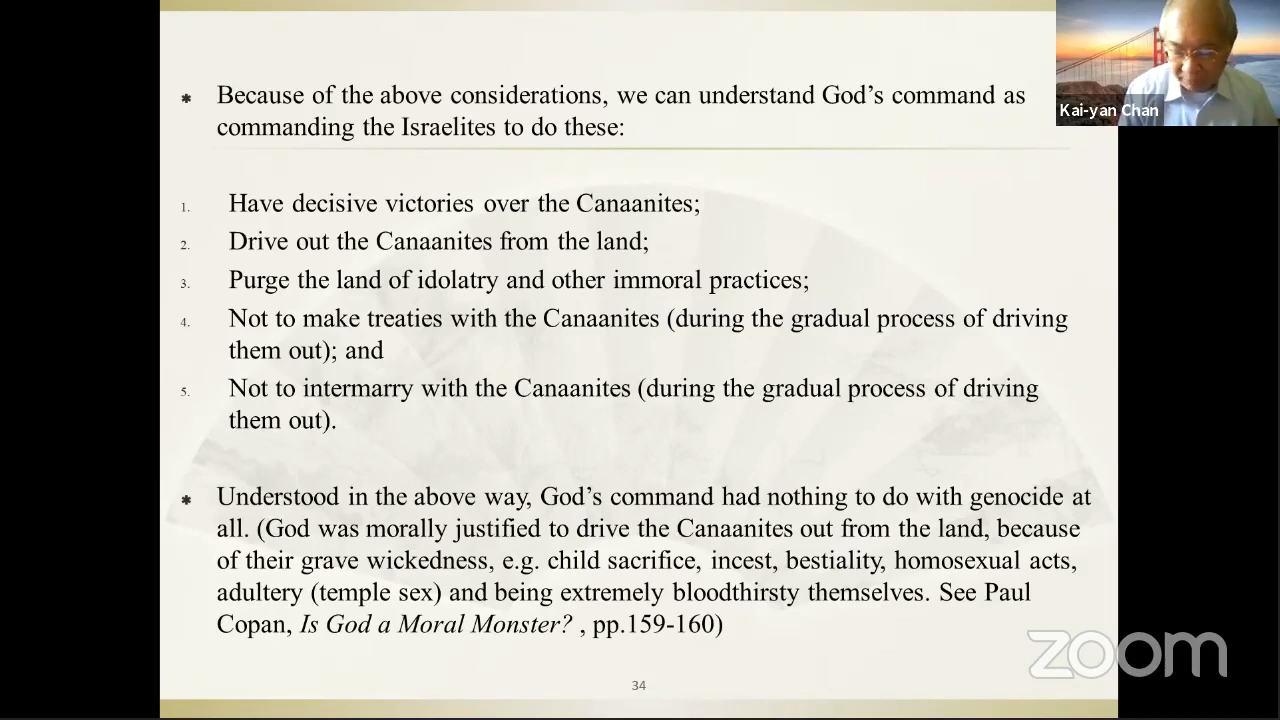 Because of the above considerations, we can understand God's command as
commanding the Israelites to do these:
1. Have decisive victories over the Canaanites;
2. Drive out the Canaanites from the land;
3. Purge the land of idolatry and other immoral practices;
4. Not to make treaties with the Canaanites (during the gradual process of driving
them out); and
5. Not to intermarry with the Canaanites (during the gradual process of driving
them out).
Understood in the above way, God's command had nothing to do with genocide at
all. (God was morally justified to drive the Canaanites out from the land, because
of their grave wickedness, e.g. child sacrifice, incest, bestiality, homosexual acts,
adultery (temple sex) and being extremely bloodthirsty themselves. See Paul
Copan, Is God a Moral Monster? , pp.159-160)
34
Kai-yan Chan
zoom